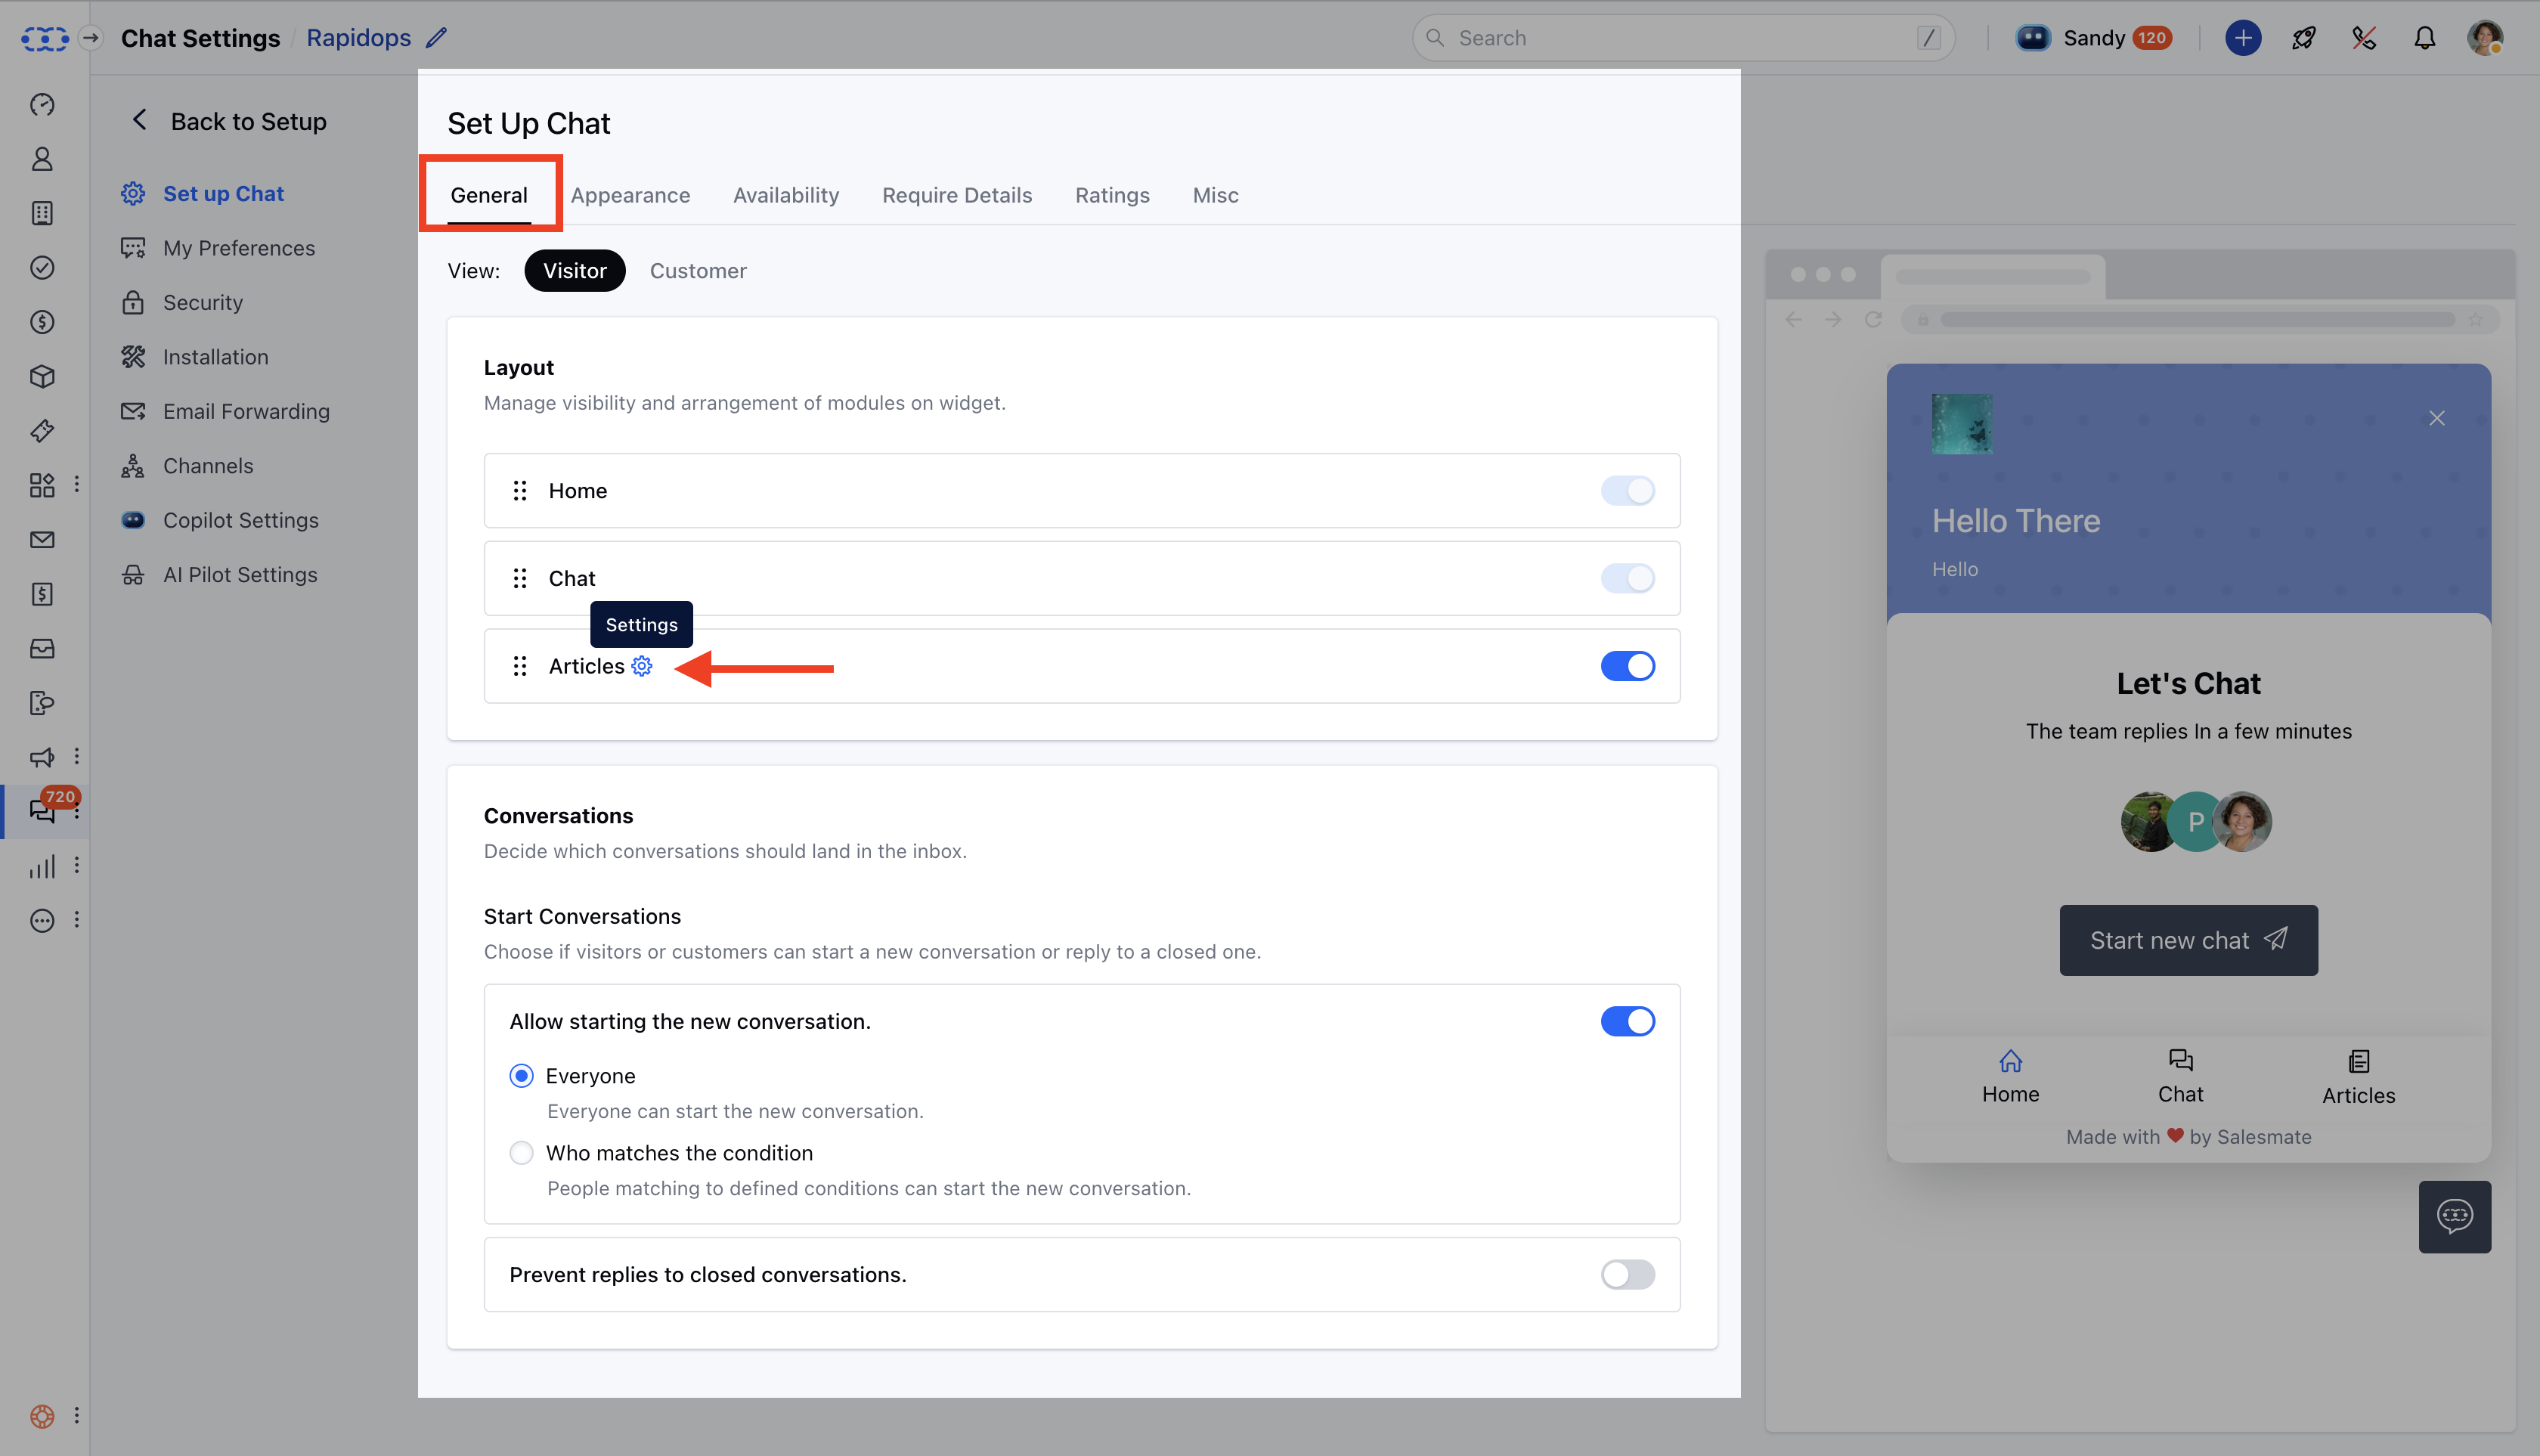 Chat Settings / Rapidops
Search /
Sandy 120
Back to Setup
Set up Chat
My Preferences
Security
Installation
Email Forwarding
Channels
Copilot Settings
AI Pilot Settings
720
Set Up Chat
General Appearance Availability Require Details Ratings Misc
View: Visitor Customer
Layout
Manage visibility and arrangement of modules on widget.
Home
Chat
Settings
Articles
Conversations
Decide which conversations should land in the inbox.
Start Conversations
Choose if visitors or customers can start a new conversation or reply to a closed one.
Allow starting the new conversation.
Everyone
Everyone can start the new conversation.
Who matches the condition
People matching to defined conditions can start the new conversation.
Prevent replies to closed conversations.
Hello There
Hello
Let's Chat
The team replies In a few minutes
P
Start new chat
Home Chat Articles
Made with ❤ by Salesmate